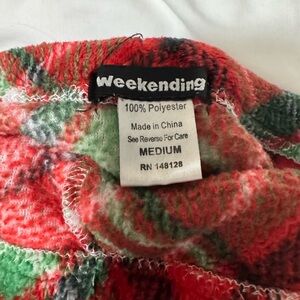 Weekending
100% Polyester
Made in China
See Reverse For Care
MEDIUM
RN 148128